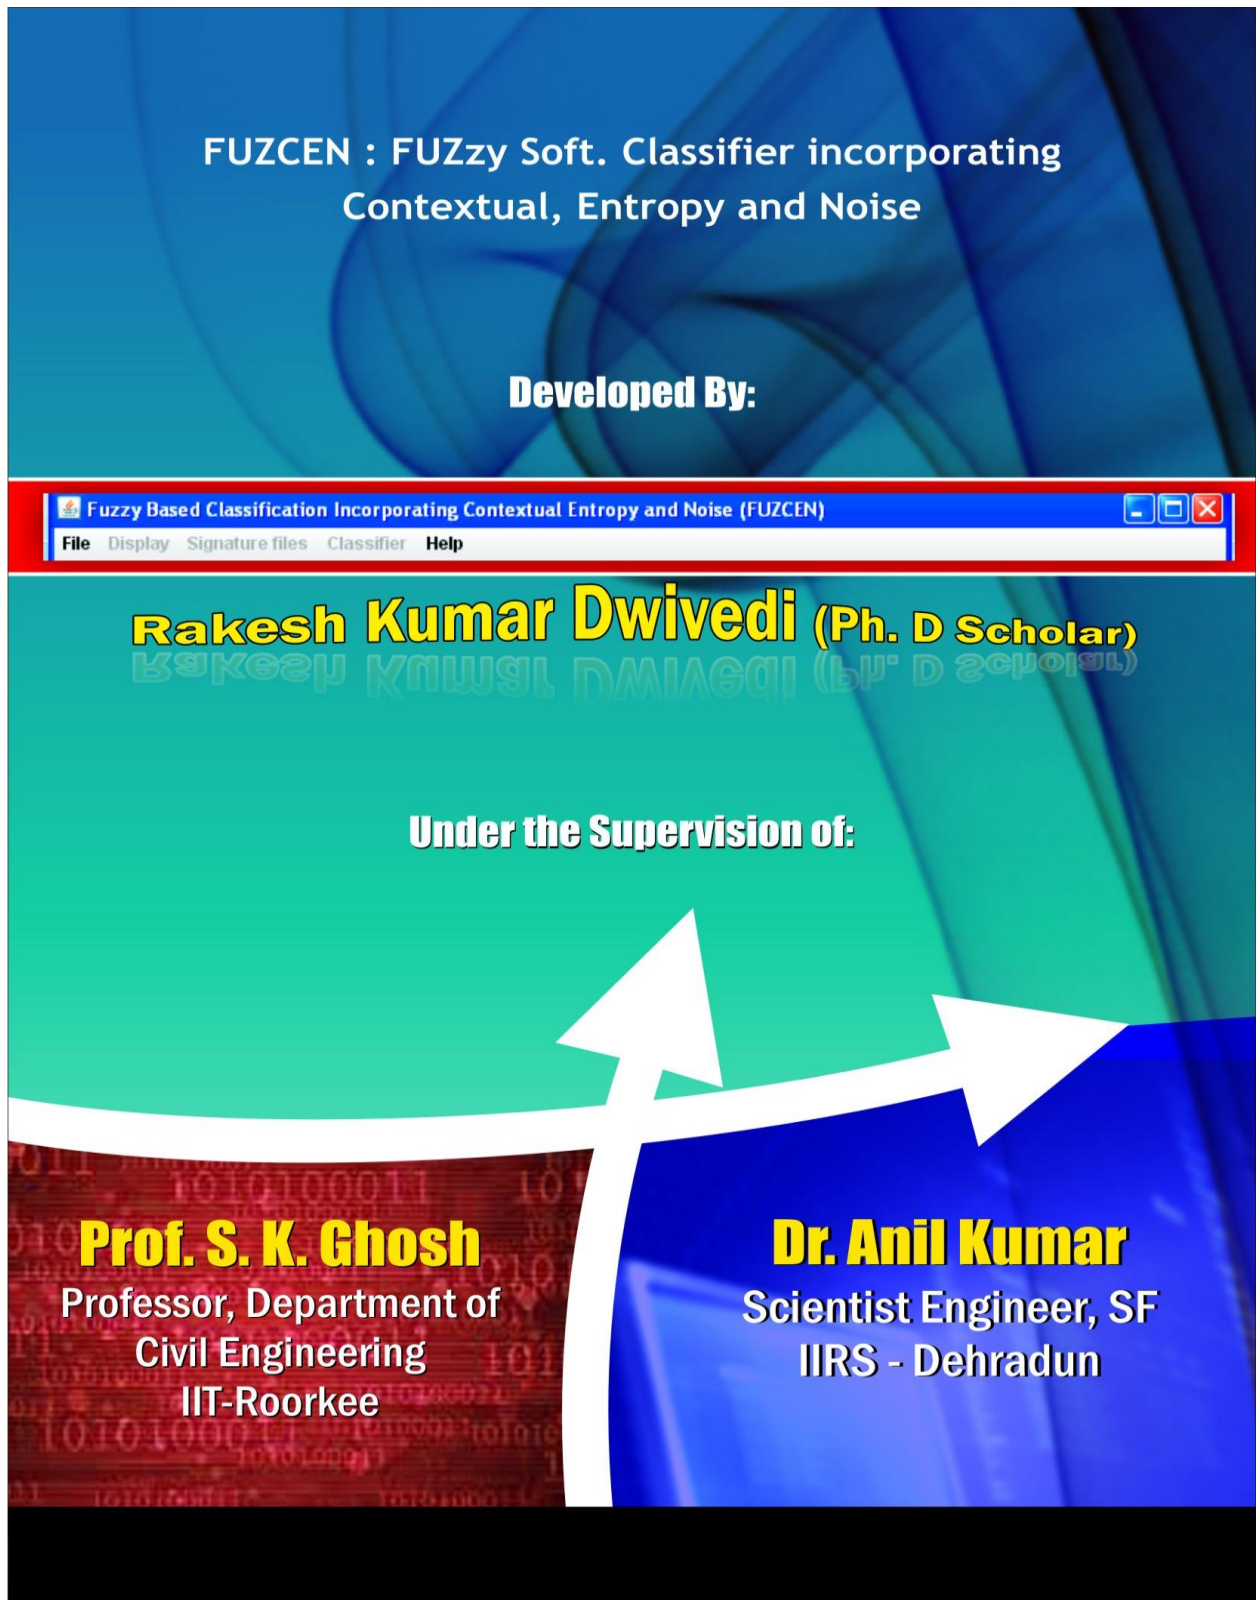 FUZCEN : FUZzy Soft. Classifier incorporating
Contextual, Entropy and Noise
Developed By:
Fuzzy Based Classification Incorporating Contextual Entropy and Noise (FUZCEN)
File Display Signature files Classifier Help
Rakesh Kumar Dwivedi (Ph. D Scholar)
Under the Supervision of:
Prof. S. K. Ghosh
Professor, Department of
Civil Engineering
IIT-Roorkee
Dr. Anil Kumar
Scientist Engineer, SF
IIRS - Dehradun